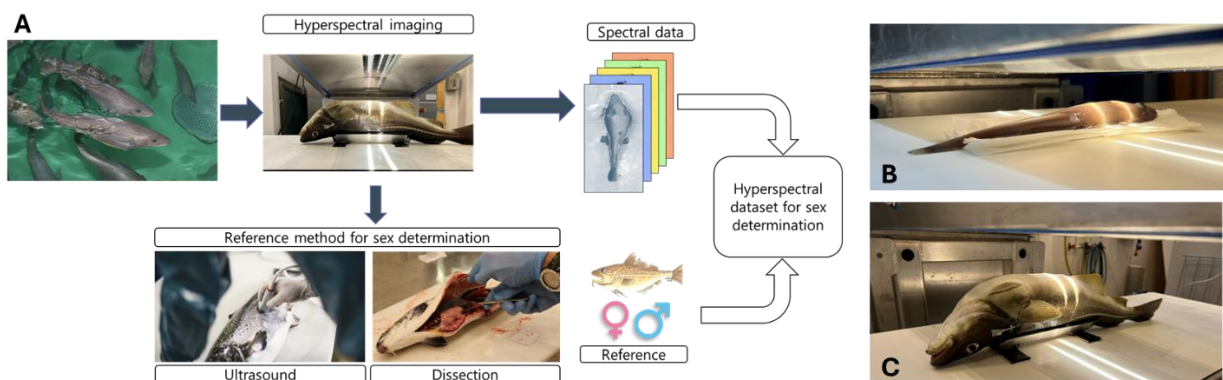 A
Hyperspectral imaging
Spectral data
Hyperspectral
dataset for sex
determination
Reference method for sex determination
Ultrasound
Dissection
Reference
B
C